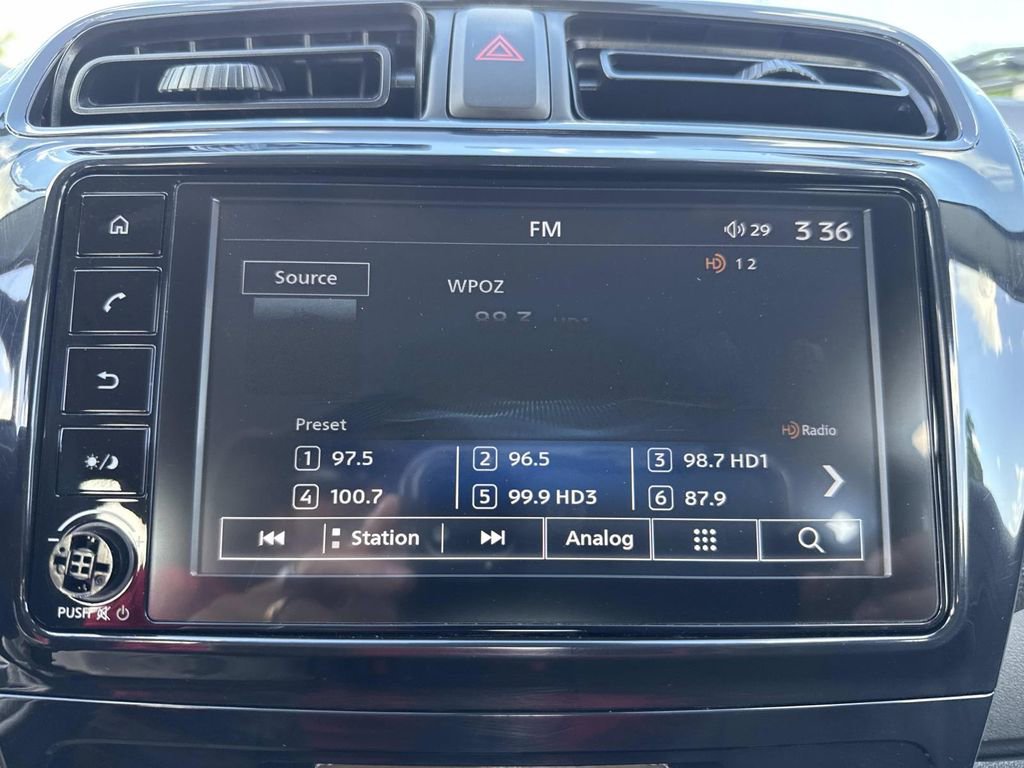 FM 29 3 36
HD 1 2
Source
WPOZ
Preset
HD Radio
1 97.5 2 96.5 3 98.7 HD1
4 100.7 5 99.9 HD3 6 87.9
Station Analog
PUSH